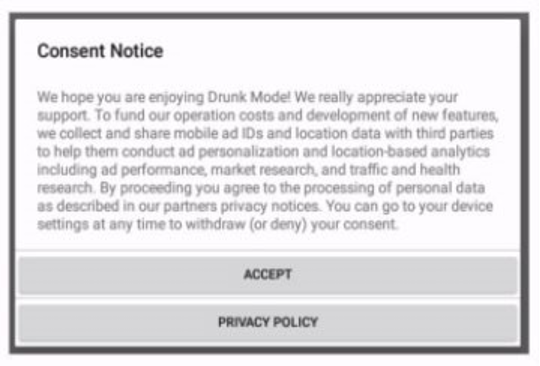 Consent Notice
We hope you are enjoying Drunk Mode! We really appreciate your
support. To fund our operation costs and development of new features,
we collect and share mobile ad IDs and location data with third parties
to help them conduct ad personalization and location-based analytics
including ad performance, market research, and traffic and health
research. By proceeding you agree to the processing of personal data
as described in our partners privacy notices. You can go to your device
settings at any time to withdraw (or deny) your consent.
ACCEPT
PRIVACY POLICY